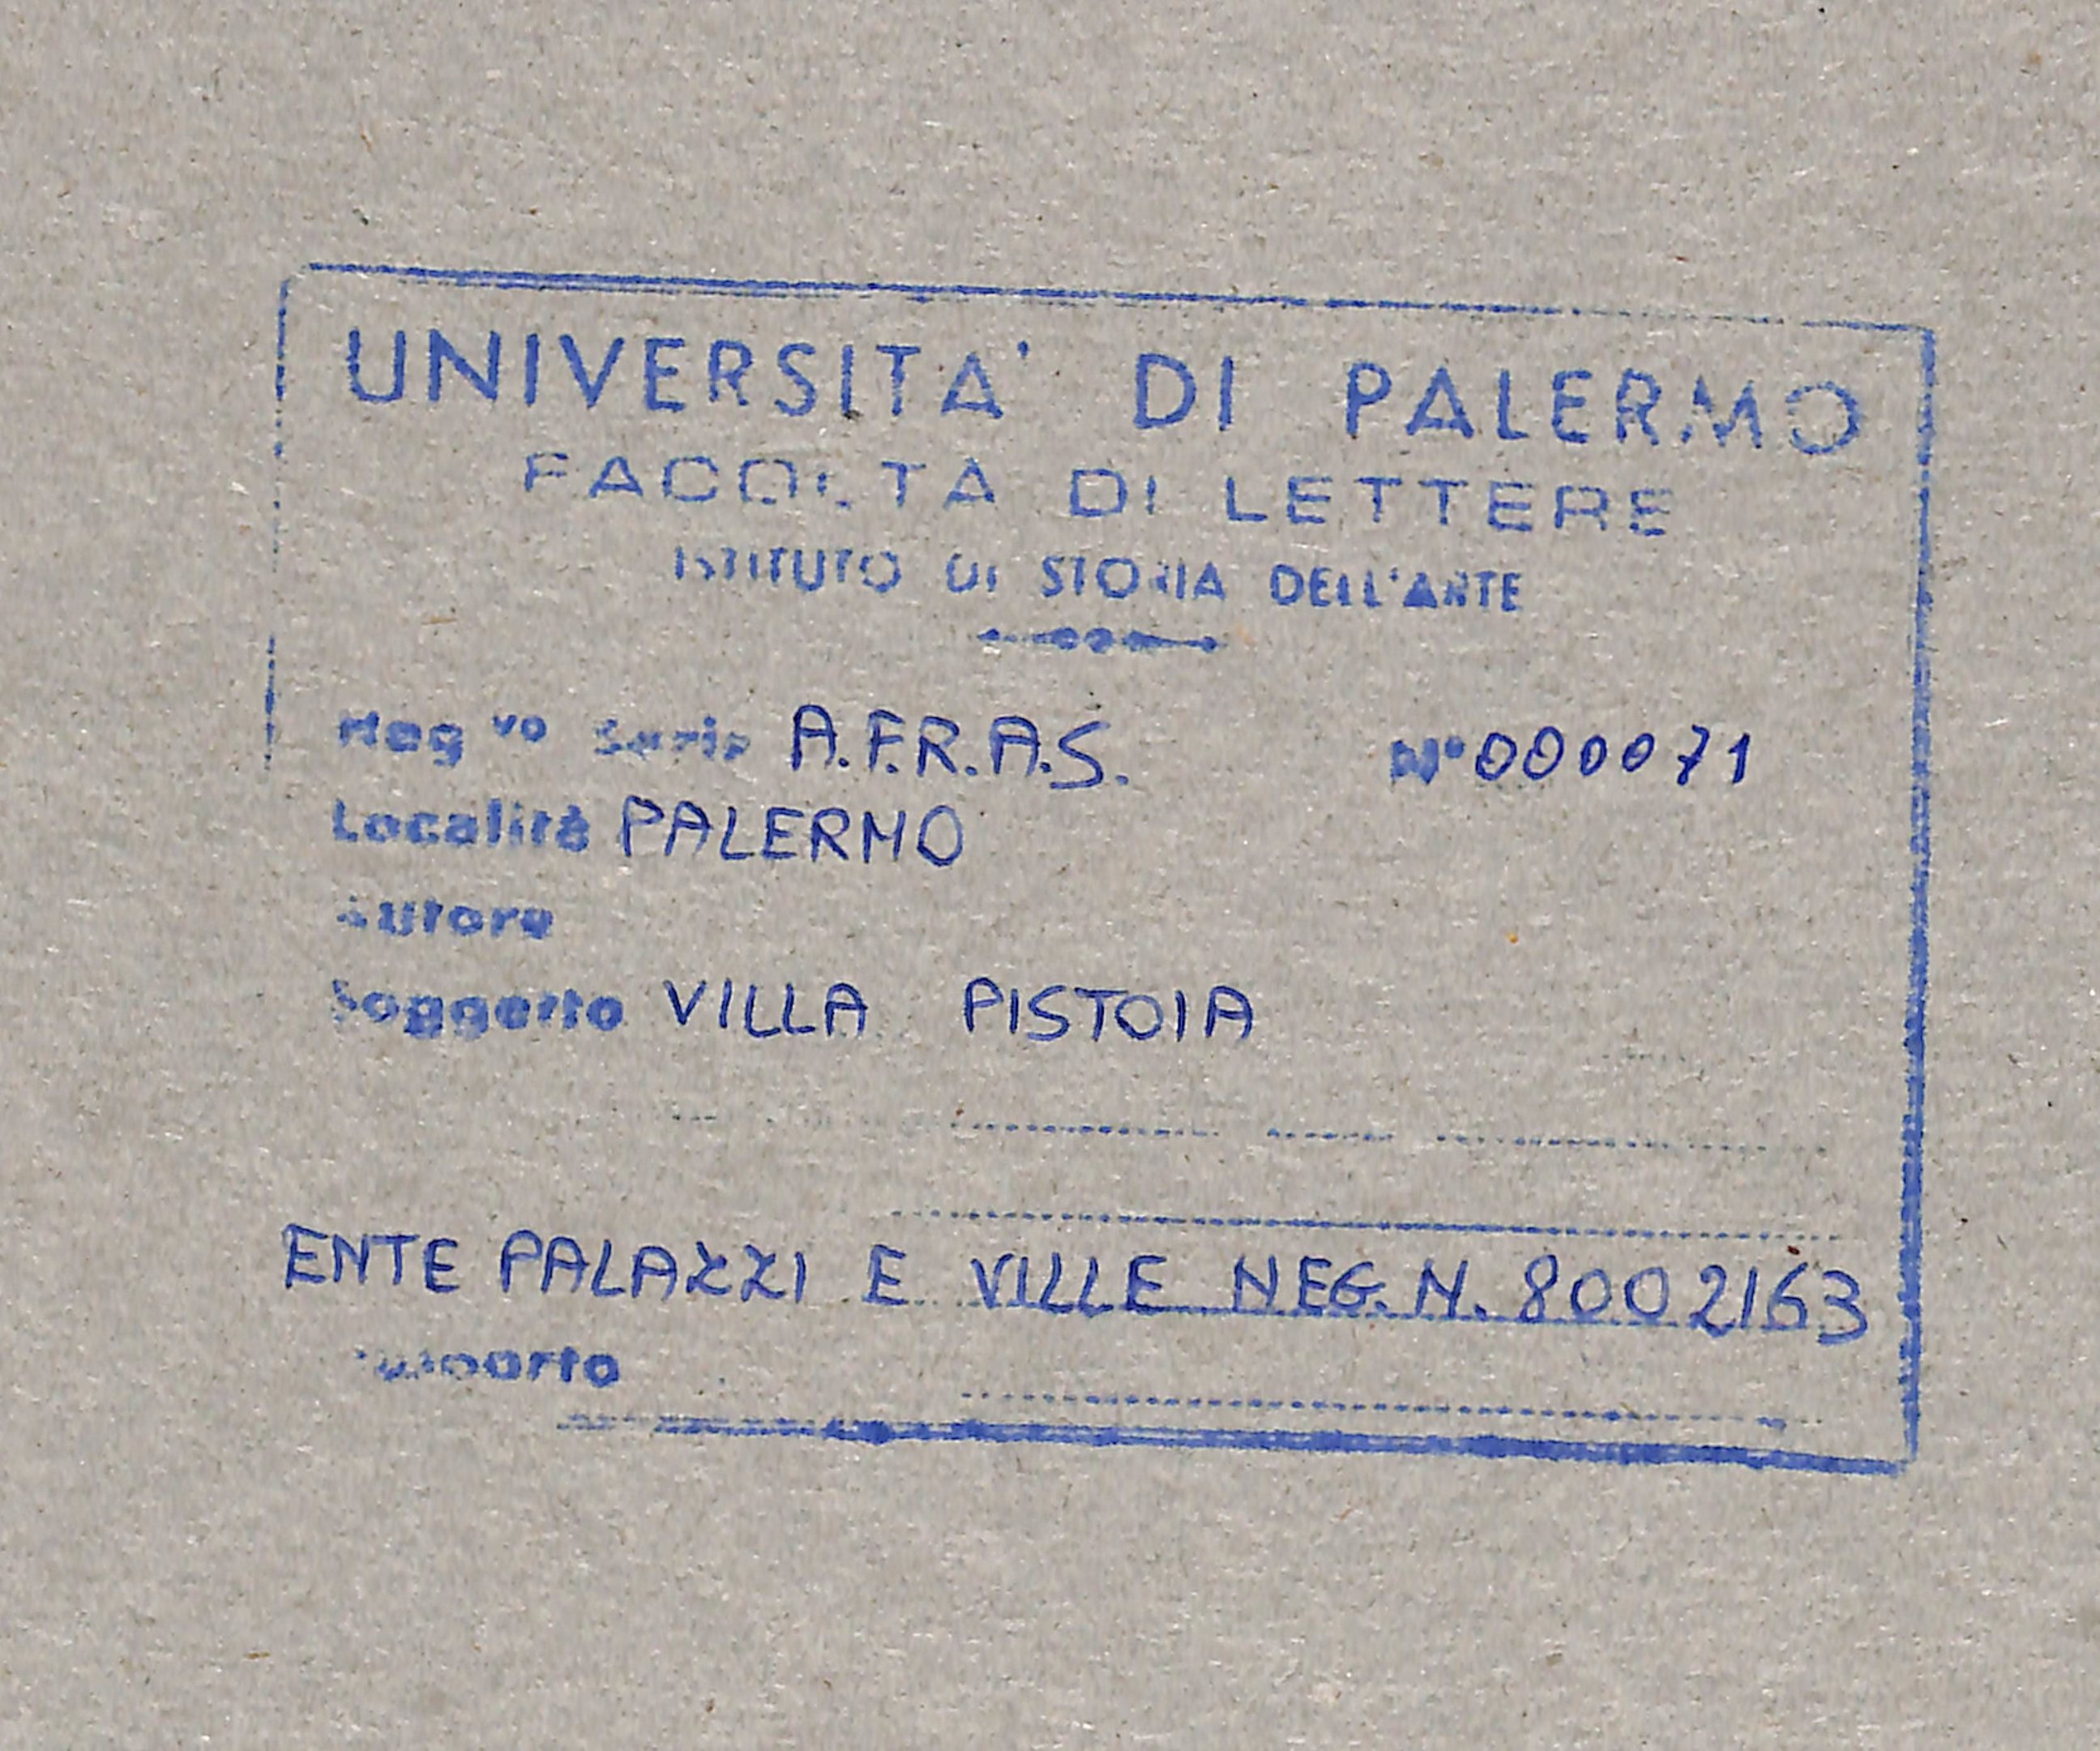 UNIVERSITA' DI PALERMO
FACOLTA DI LETTERE
ISTITUTO DI STORIA DELL'ARTE
Neg.vo Serie A.F.R.A.S. N° 000071
Località PALERMO
Autore
Soggetto VILLA PISTOIA
ENTE PALAZZI E VILLE NEG. N. 8002163